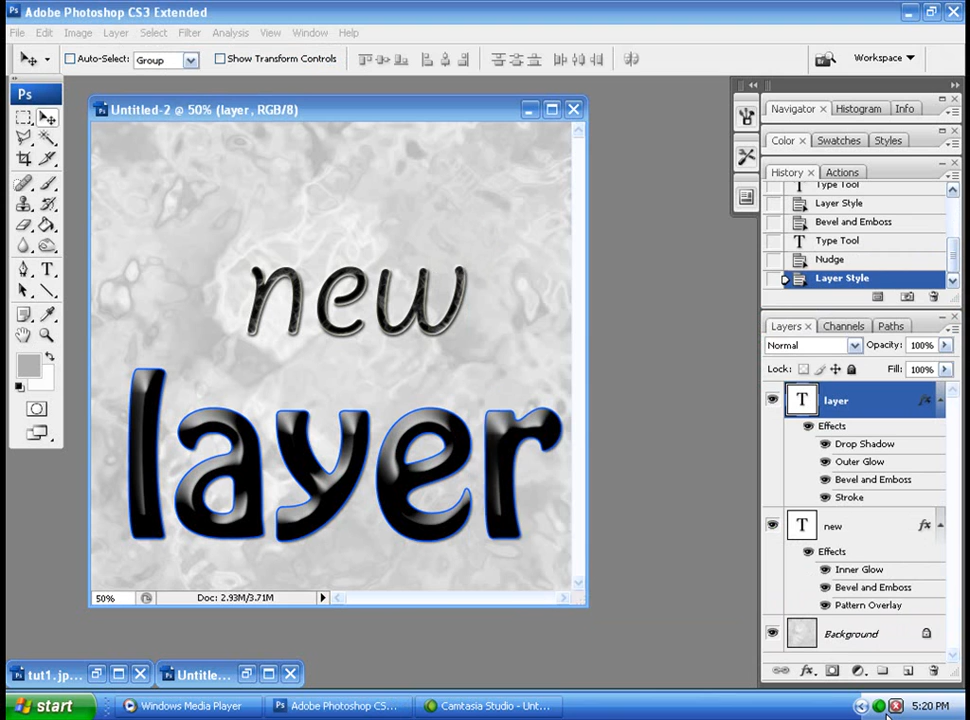 Ps Adobe Photoshop CS3 Extended
File Edit Image Layer Select Filter Analysis View Window Help
Auto-Select: Group Show Transform Controls Workspace
Ps
Untitled-2 @ 50% (layer, RGB/8)
new
layer
50% Doc: 2.93M/3.71M
Navigator Histogram Info
Color Swatches Styles
History Actions
Type Tool
Layer Style
Bevel and Emboss
Type Tool
Nudge
Layer Style
Layers Channels Paths
Normal Opacity: 100%
Lock: Fill: 100%
T layer fx
Effects
Drop Shadow
Outer Glow
Bevel and Emboss
Stroke
T new fx
Effects
Inner Glow
Bevel and Emboss
Pattern Overlay
Background
tut1.jp... Untitle...
start Windows Media Player Adobe Photoshop CS... Camtasia Studio - Unt... 5:20 PM